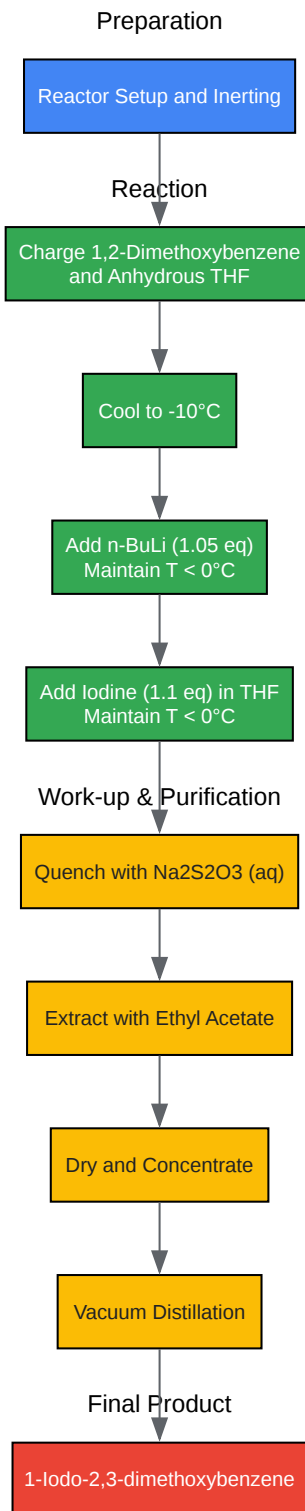 Preparation
Reactor Setup and Inerting
Reaction
Charge 1,2-Dimethoxybenzene
and Anhydrous THF
Cool to -10°C
Add n-BuLi (1.05 eq)
Maintain T < 0°C
Add Iodine (1.1 eq) in THF
Maintain T < 0°C
Work-up & Purification
Quench with Na2S2O3 (aq)
Extract with Ethyl Acetate
Dry and Concentrate
Vacuum Distillation
Final Product
1-Iodo-2,3-dimethoxybenzene